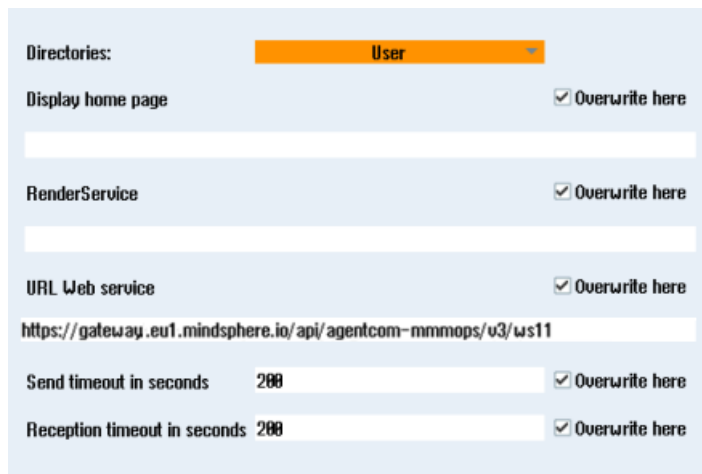 Directories: User
Display home page Overwrite here
RenderService Overwrite here
URL Web service Overwrite here
https://gateway.eu1.mindsphere.io/api/agentcom-mmmops/v3/ws11
Send timeout in seconds 200 Overwrite here
Reception timeout in seconds 200 Overwrite here